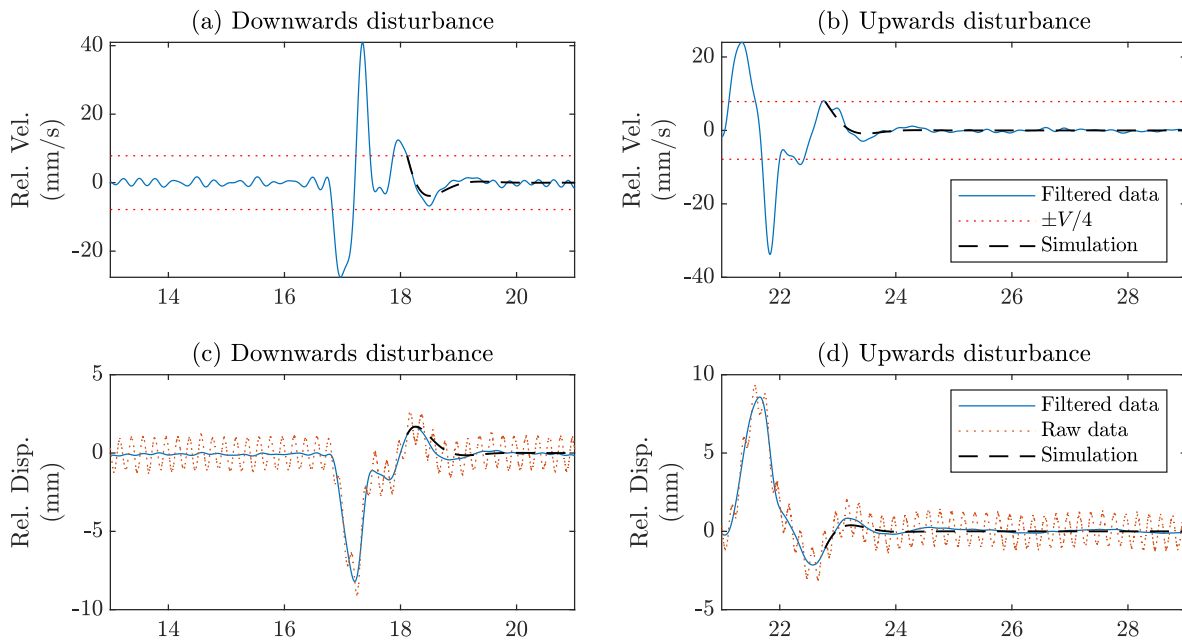 (a) Downwards disturbance
Rel. Vel.
(mm/s)
40
20
0
-20
14
16
18
20
(b) Upwards disturbance
Rel. Vel.
(mm/s)
20
0
-20
-40
22
24
26
28
Filtered data
±V/4
Simulation
(c) Downwards disturbance
Rel. Disp.
(mm)
5
0
-5
-10
14
16
18
20
(d) Upwards disturbance
Rel. Disp.
(mm)
10
5
0
-5
22
24
26
28
Filtered data
Raw data
Simulation